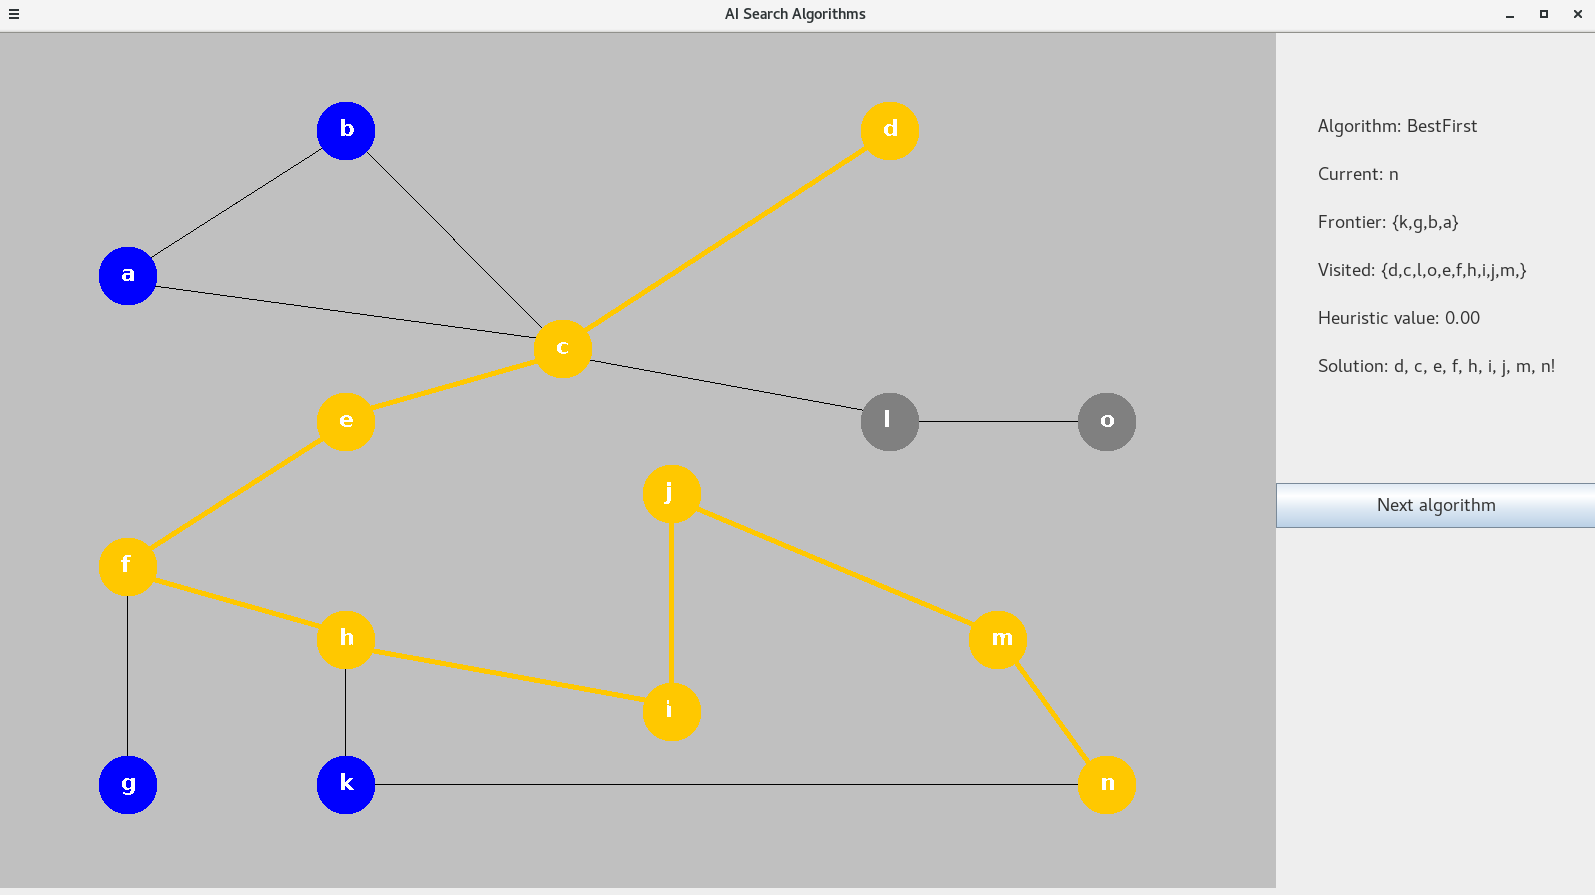 AI Search Algorithms
b
d
a
c
e
l
o
j
f
h
m
i
g
k
n
Algorithm: BestFirst
Current: n
Frontier: {k,g,b,a}
Visited: {d,c,l,o,e,f,h,i,j,m,}
Heuristic value: 0.00
Solution: d, c, e, f, h, i, j, m, n!
Next algorithm